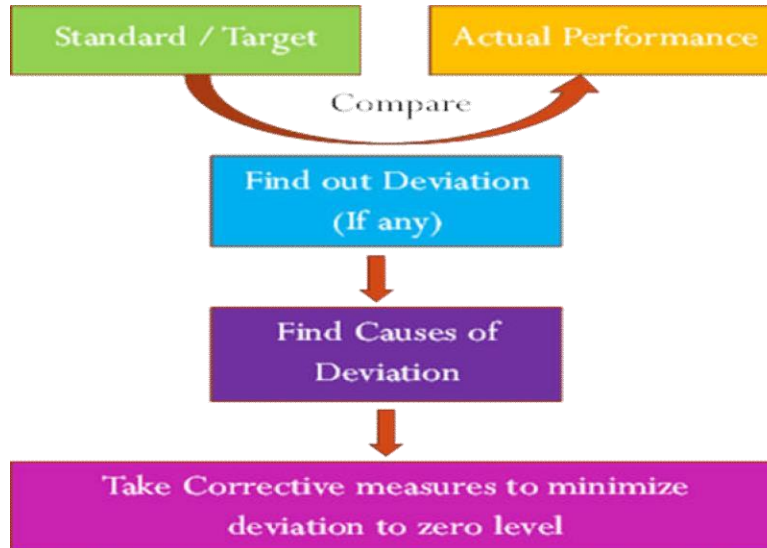 Standard / Target
Actual Performance
Compare
Find out Deviation
(If any)
Find Causes of
Deviation
Take Corrective measures to minimize
deviation to zero level